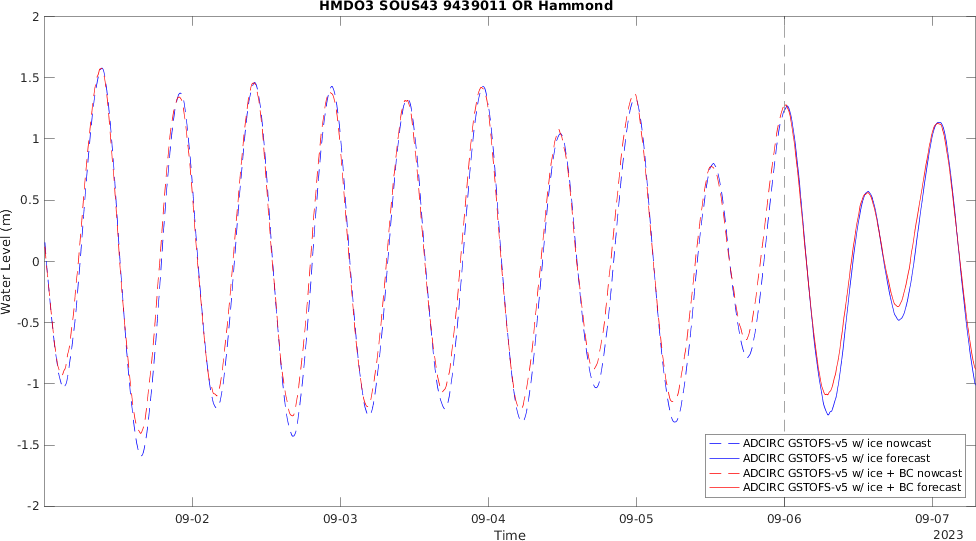 HMDO3 SOUS43 9439011 OR Hammond
2
1.5
1
0.5
0
-0.5
-1
-1.5
-2
Water Level (m)
09-02 09-03 09-04 09-05 09-06 09-07
Time
2023
ADCIRC GSTOFS-v5 w/ ice nowcast
ADCIRC GSTOFS-v5 w/ ice forecast
ADCIRC GSTOFS-v5 w/ ice + BC nowcast
ADCIRC GSTOFS-v5 w/ ice + BC forecast